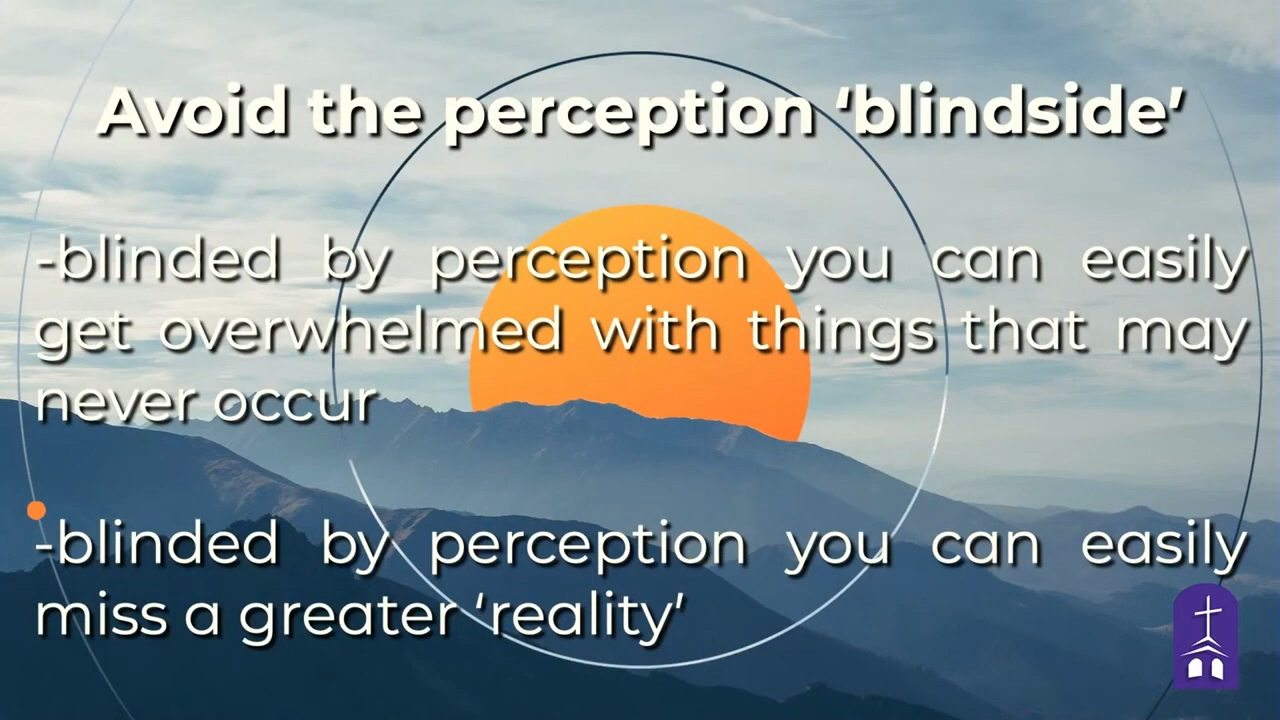 Avoid the perception ‘blindside’
-blinded by perception you can easily
get overwhelmed with things that may
never occur
-blinded by perception you can easily
miss a greater ‘reality’